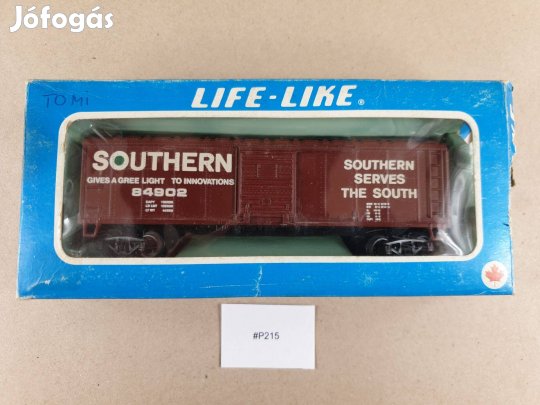 Jófogás
TOMI
LIFE-LIKE®
SOUTHERN
GIVES A GREE LIGHT TO INNOVATIONS
84902
SOUTHERN
SERVES
THE SOUTH
#P215